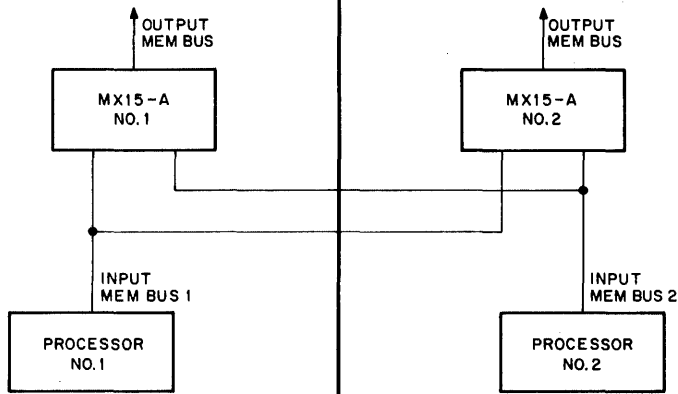 OUTPUT
MEM BUS
OUTPUT
MEM BUS
MX15-A
NO.1
MX15-A
NO.2
INPUT
MEM BUS 1
INPUT
MEM BUS 2
PROCESSOR
NO.1
PROCESSOR
NO.2